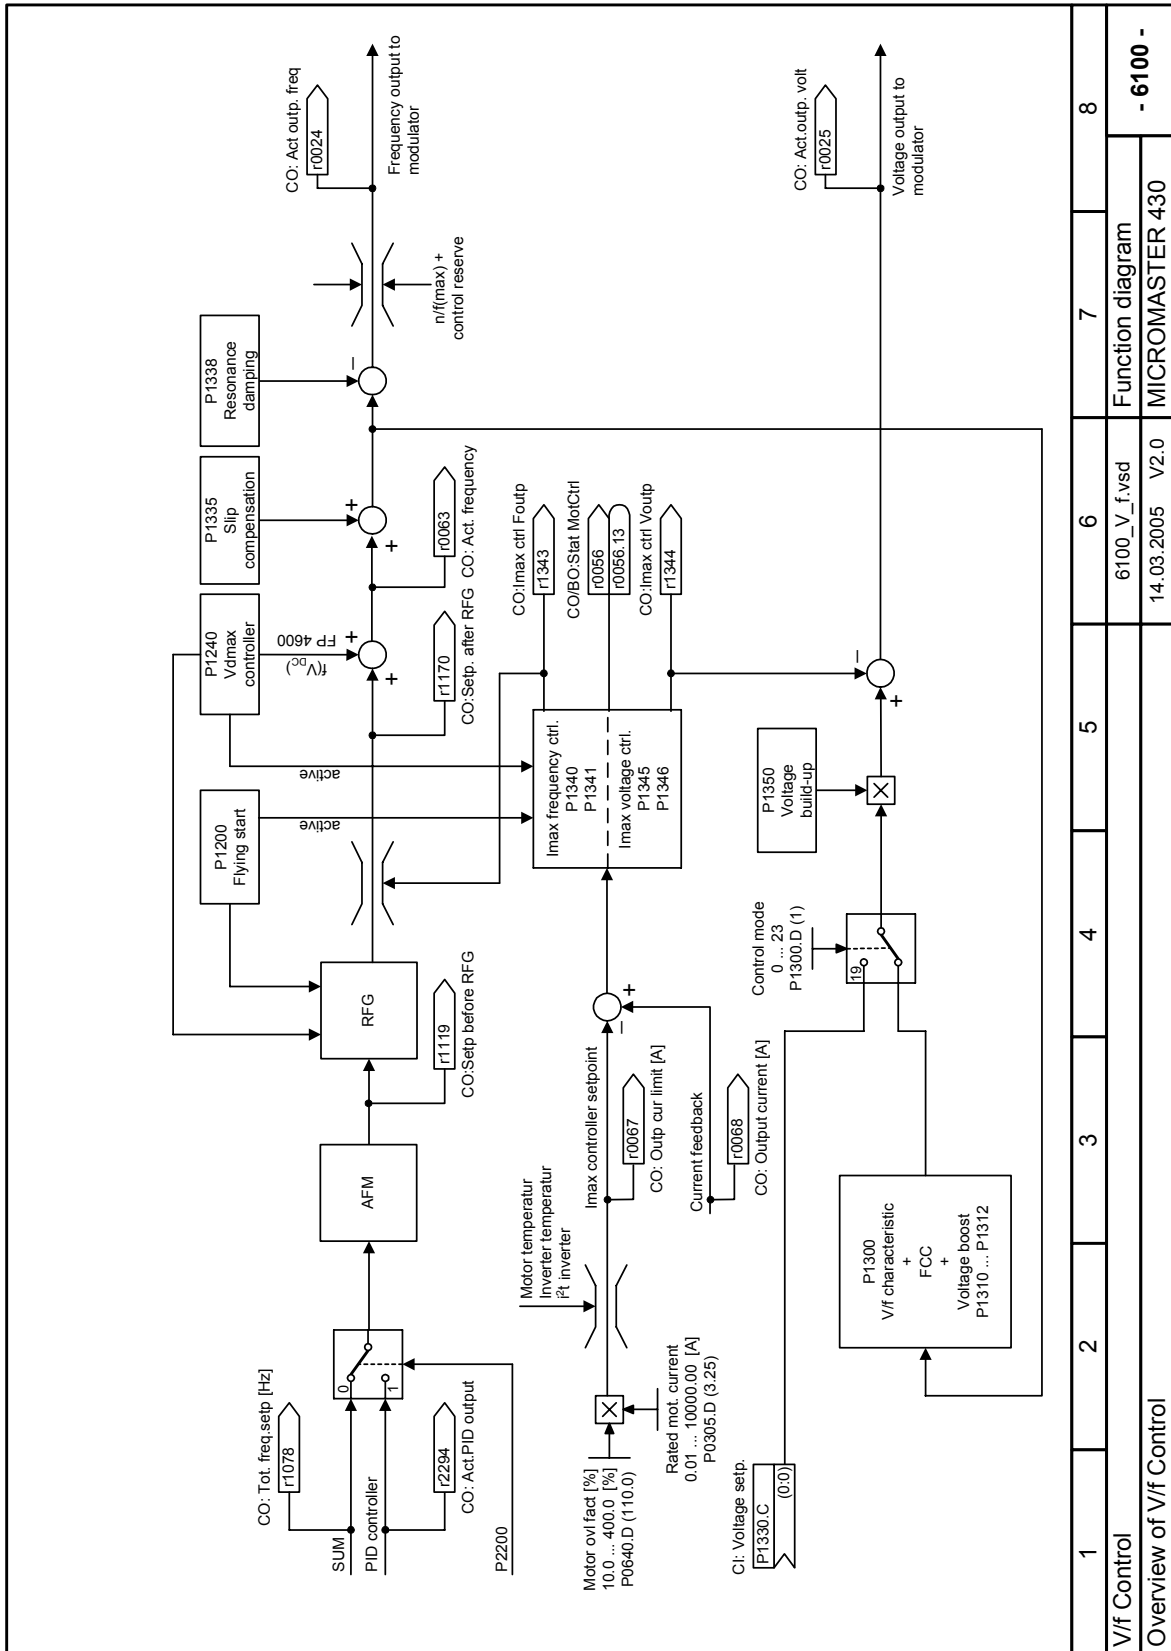 CO: Tot. freq.setp [Hz]
r1078
SUM
PID controller
r2294
CO: Act.PID output
P2200
0
1
AFM
r1119
CO:Setp before RFG
RFG
P1200
Flying start
active
P1240
Vdmax
controller
f(VDC)
FP 4600
active
+
+
r1170
CO:Setp. after RFG
P1335
Slip
compensation
+
+
r0063
CO: Act. frequency
P1338
Resonance
damping
–
n/f(max) +
control reserve
CO: Act outp. freq
r0024
Frequency output to
modulator
Motor ovl fact [%]
10.0 ... 400.0 [%]
P0640.D (110.0)
Rated mot. current
0.01 ... 10000.00 [A]
P0305.D (3.25)
Motor temperatur
Inverter temperatur
i²t inverter
Imax controller setpoint
r0067
CO: Outp cur limit [A]
Current feedback
r0068
CO: Output current [A]
–
+
Imax frequency ctrl.
P1340
P1341
Imax voltage ctrl.
P1345
P1346
CO:Imax ctrl Foutp
r1343
CO/BO:Stat MotCtrl
r0056
r0056.13
CO:Imax ctrl Voutp
r1344
CI: Voltage setp.
P1330.C
(0:0)
P1300
V/f characteristic
+
FCC
+
Voltage boost
P1310 ... P1312
Control mode
0 ... 23
P1300.D (1)
19
P1350
Voltage
build-up
–
+
CO: Act.outp. volt
r0025
Voltage output to
modulator
1
2
3
4
5
6
7
8
V/f Control
6100_V_f.vsd
Function diagram
- 6100 -
Overview of V/f Control
14.03.2005 V2.0
MICROMASTER 430